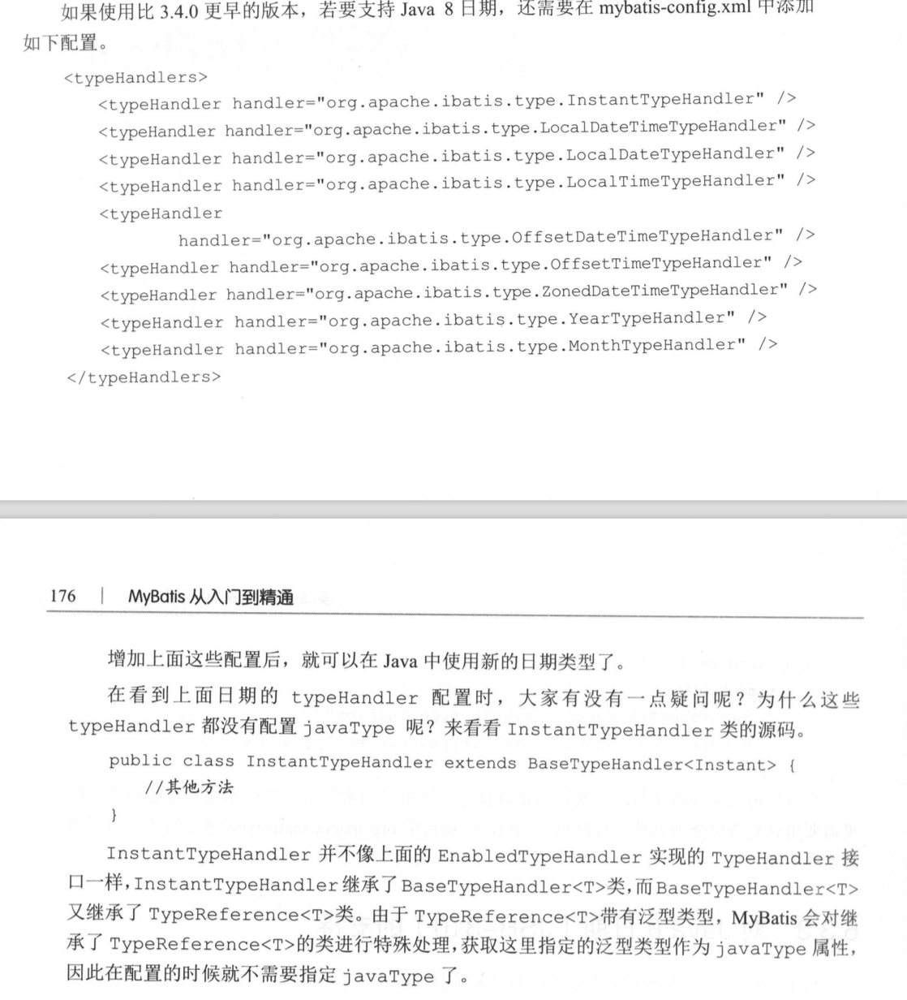 如果使用比 3.4.0 更早的版本，若要支持 Java 8 日期，还需要在 mybatis-config.xml 中添加
如下配置。
<typeHandlers>
<typeHandler handler="org.apache.ibatis.type.InstantTypeHandler" />
<typeHandler handler="org.apache.ibatis.type.LocalDateTimeTypeHandler" />
<typeHandler handler="org.apache.ibatis.type.LocalDateTypeHandler" />
<typeHandler handler="org.apache.ibatis.type.LocalTimeTypeHandler" />
<typeHandler
handler="org.apache.ibatis.type.OffsetDateTimeTypeHandler" />
<typeHandler handler="org.apache.ibatis.type.OffsetTimeTypeHandler" />
<typeHandler handler="org.apache.ibatis.type.ZonedDateTimeTypeHandler" />
<typeHandler handler="org.apache.ibatis.type.YearTypeHandler" />
<typeHandler handler="org.apache.ibatis.type.MonthTypeHandler" />
</typeHandlers>
176 | MyBatis 从入门到精通
增加上面这些配置后，就可以在 Java 中使用新的日期类型了。
在看到上面日期的 typeHandler 配置时，大家有没有一点疑问呢？为什么这些
typeHandler 都没有配置 javaType 呢？来看看 InstantTypeHandler 类的源码。
public class InstantTypeHandler extends BaseTypeHandler<Instant> {
//其他方法
}
InstantTypeHandler 并不像上面的 EnabledTypeHandler 实现的 TypeHandler 接
口一样，InstantTypeHandler 继承了 BaseTypeHandler<T>类，而 BaseTypeHandler<T>
又继承了 TypeReference<T>类。由于 TypeReference<T>带有泛型类型，MyBatis 会对继
承了 TypeReference<T>的类进行特殊处理，获取这里指定的泛型类型作为 javaType 属性，
因此在配置的时候就不需要指定 javaType 了。